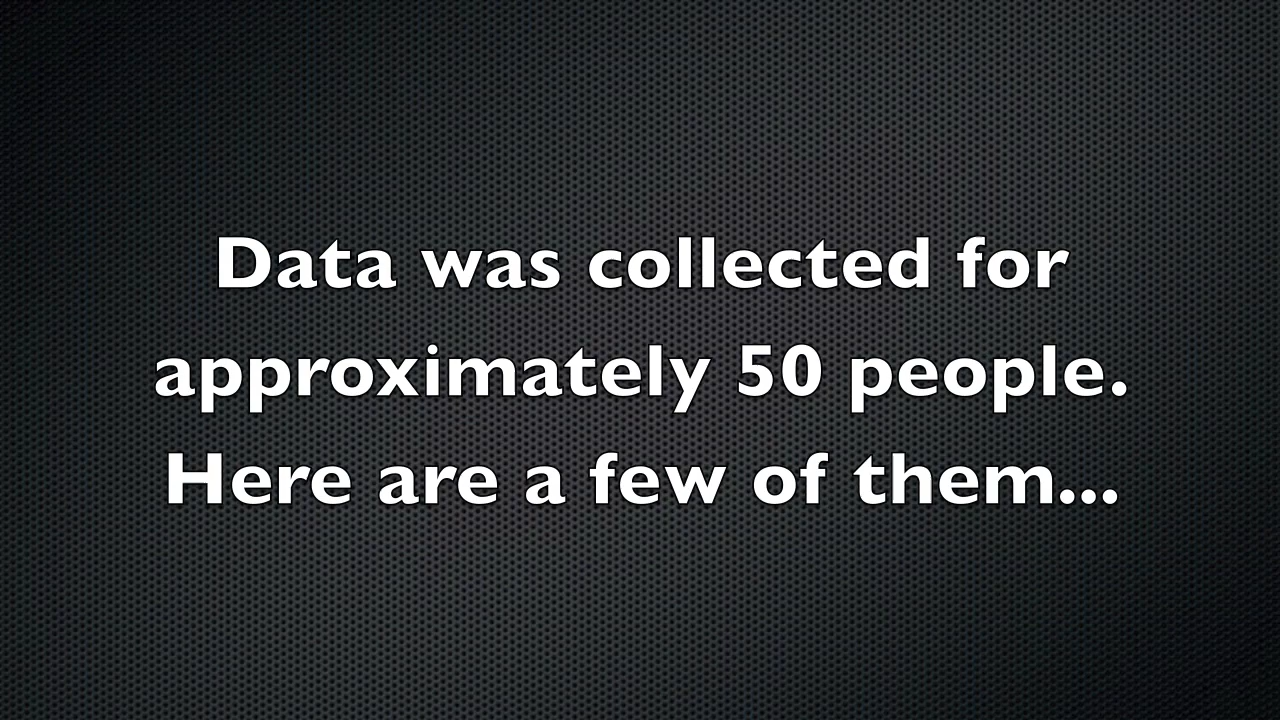 Data was collected for
approximately 50 people.
Here are a few of them...